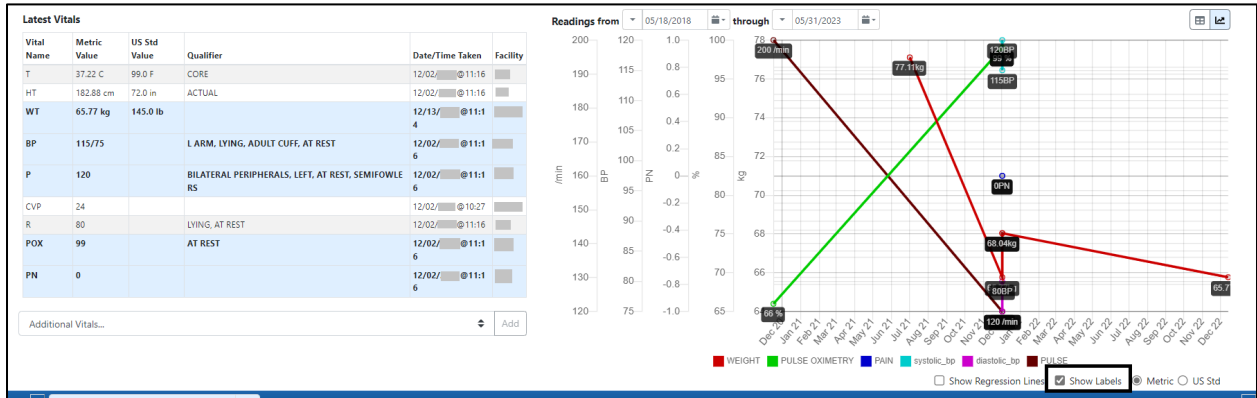 Latest Vitals
Vital Name Metric Value US Std Value Qualifier Date/Time Taken Facility
T 37.22 C 99.0 F CORE 12/02/ @11:16
HT 182.88 cm 72.0 in ACTUAL 12/02/ @11:16
WT 65.77 kg 145.0 lb 12/13/ @11:1
4
BP 115/75 L ARM, LYING, ADULT CUFF, AT REST 12/02/ @11:1
6
P 120 BILATERAL PERIPHERALS, LEFT, AT REST, SEMIFOWLE 12/02/ @11:1
RS 6
CVP 24 12/02/ @10:27
R 80 LYING, AT REST 12/02/ @11:16
POX 99 AT REST 12/02/ @11:1
6
PN 0 12/02/ @11:1
6
Additional Vitals... Add
Readings from 05/18/2018 through 05/31/2023
200 120 1.0 100 78
190 115 0.8 95 76
180 110 0.6 90 74
170 105 0.4 85 72
160 100 0.2 80 70
150 95 0 75 68
140 90 -0.2 70 66
130 85 -0.4 65
120 80 -0.6
75 -0.8
-1.0
/min BP PN % kg
200 /min
77.11kg
120BP
99 %
115BP
0PN
68.04kg
80BP
65.7
66 %
120 /min
Jan 21 Feb 21 Mar 21 Apr 21 May 21 Jun 21 Jul 21 Aug 21 Sep 21 Oct 21 Nov 21 Feb 22 Mar 22 Apr 22 May 22 Jun 22 Jul 22 Aug 22 Sep 22 Oct 22 Nov 22 Dec 22
WEIGHT PULSE OXIMETRY PAIN systolic_bp diastolic_bp PULSE
Show Regression Lines Show Labels Metric US Std